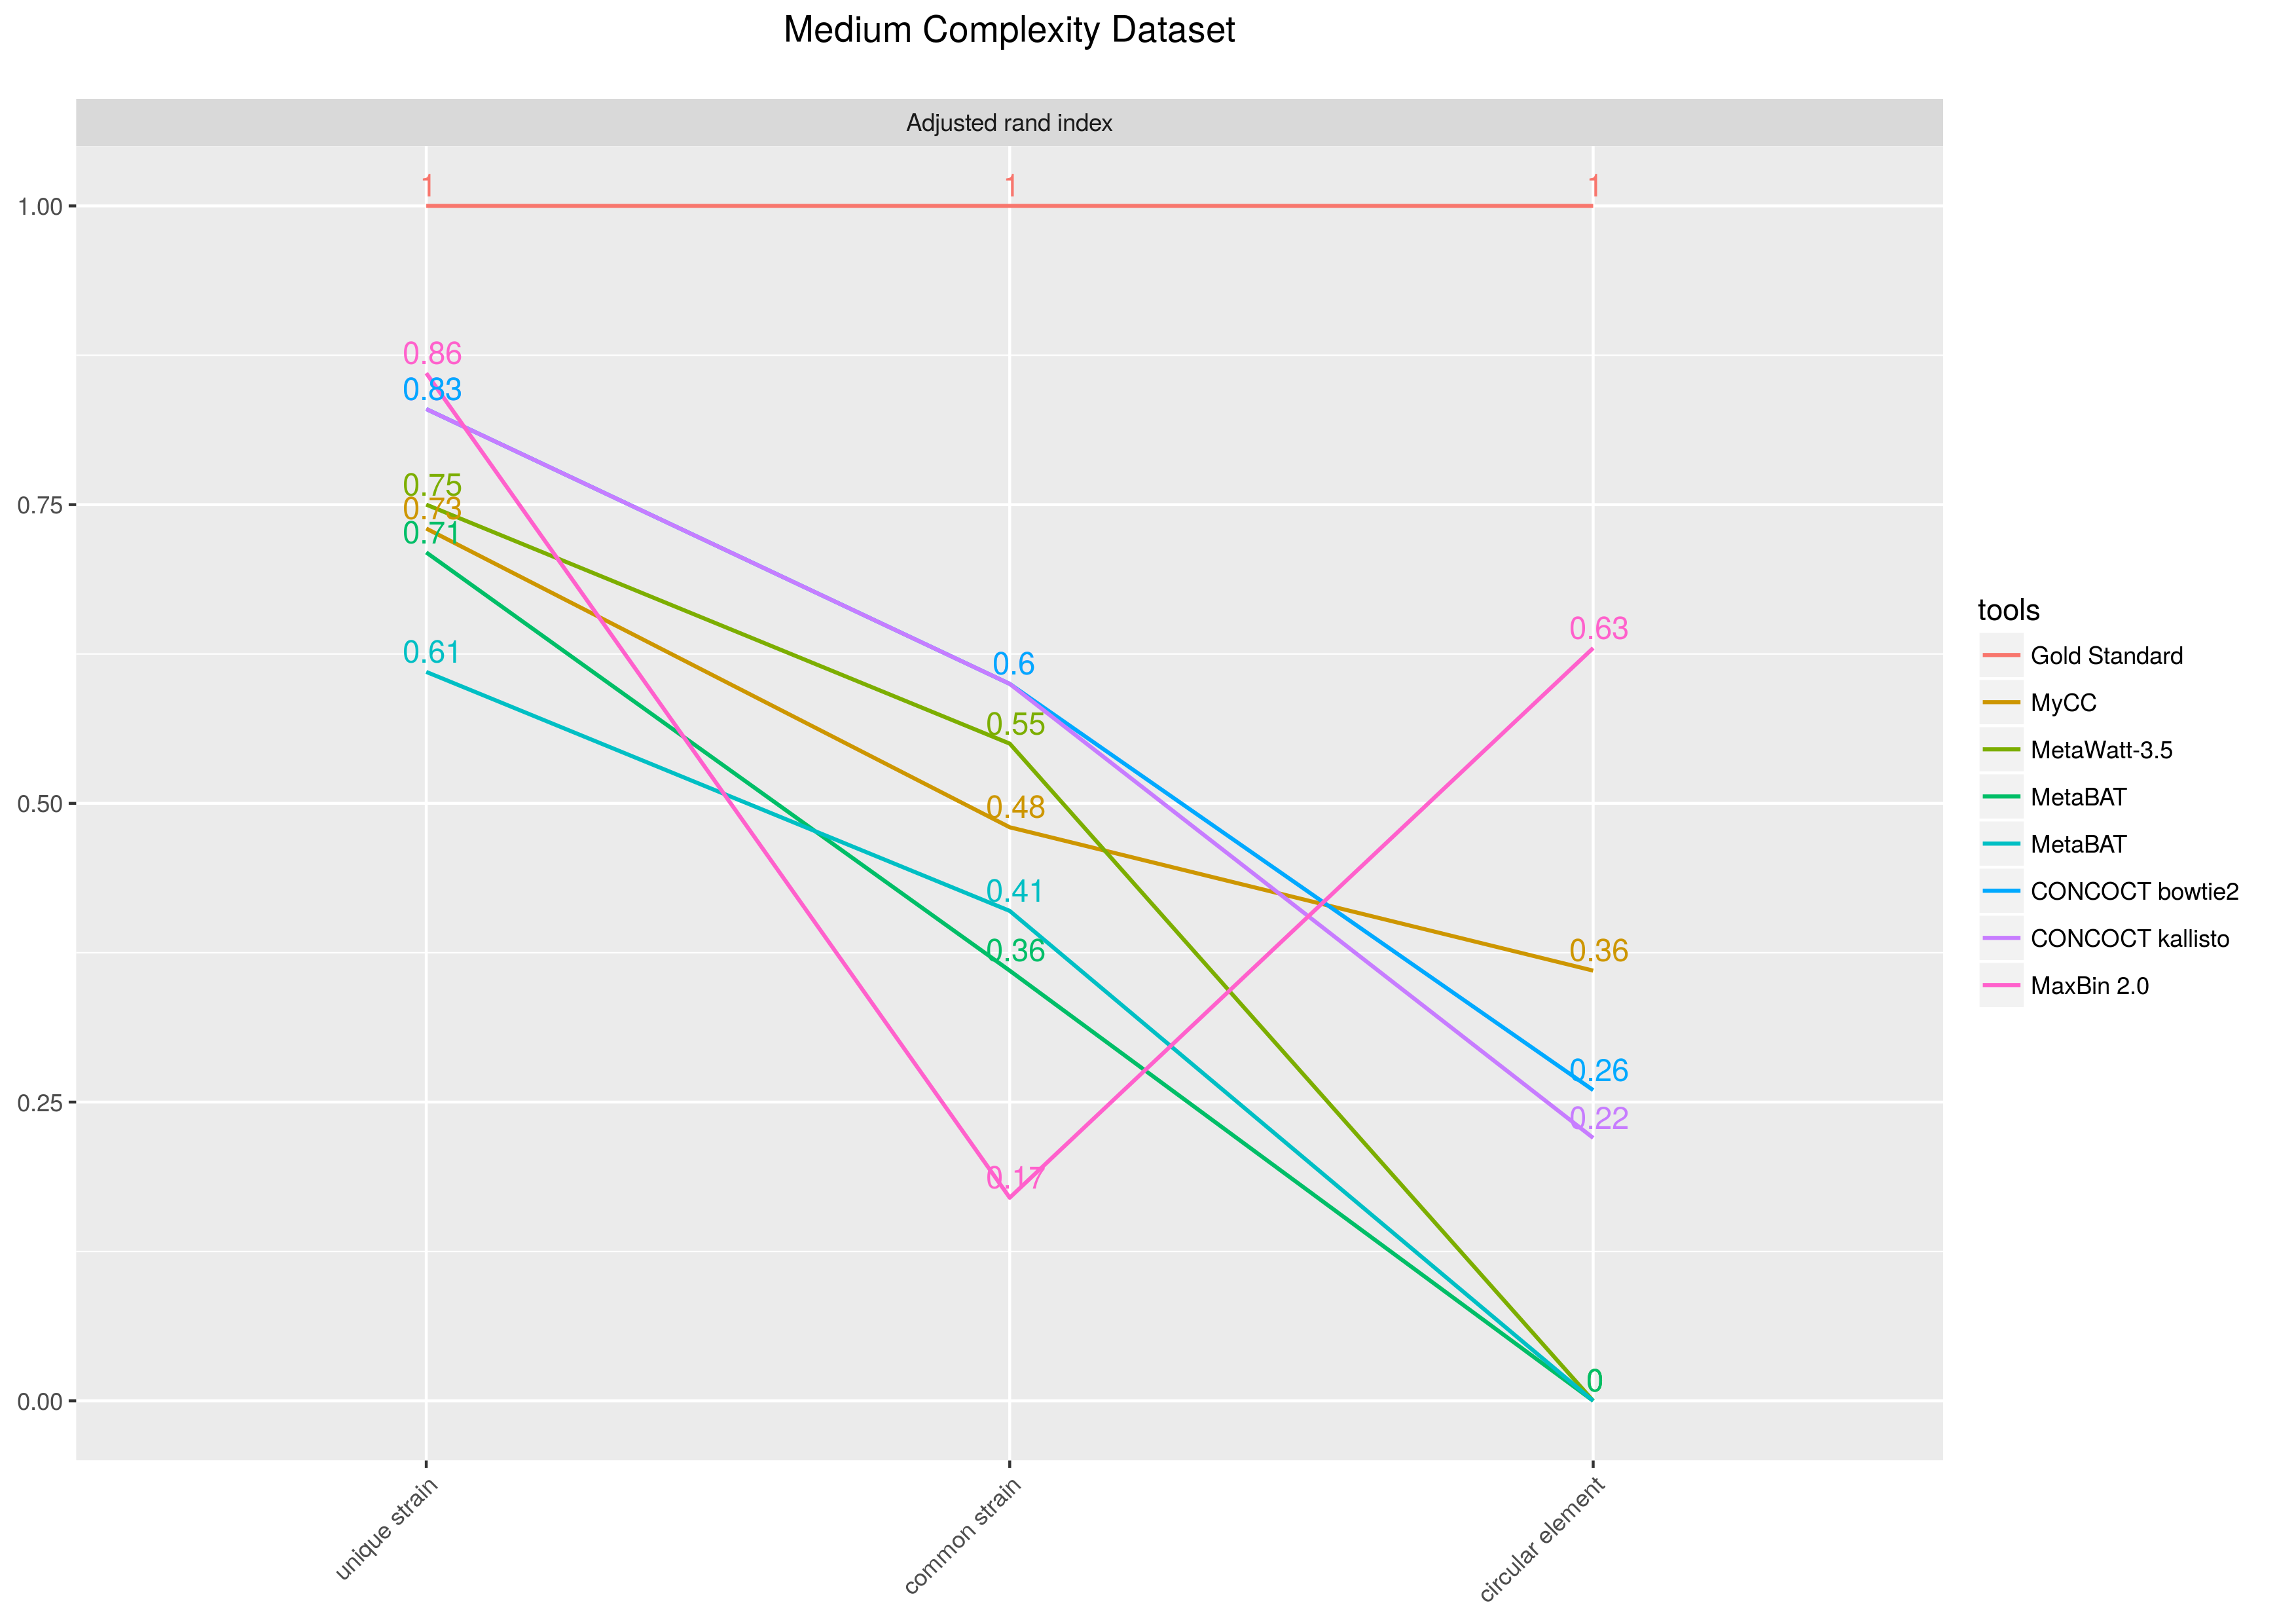 Medium Complexity Dataset
Adjusted rand index
1 1 1
1.00
0.86
0.83
0.75
0.75
0.73
0.71
0.63
0.61
0.6
0.55
0.50
0.48
0.41
0.36
0.36
0.26
0.25
0.22
0.17
0
0.00
unique strain
common strain
circular element
tools
Gold Standard
MyCC
MetaWatt-3.5
MetaBAT
MetaBAT
CONCOCT bowtie2
CONCOCT kallisto
MaxBin 2.0